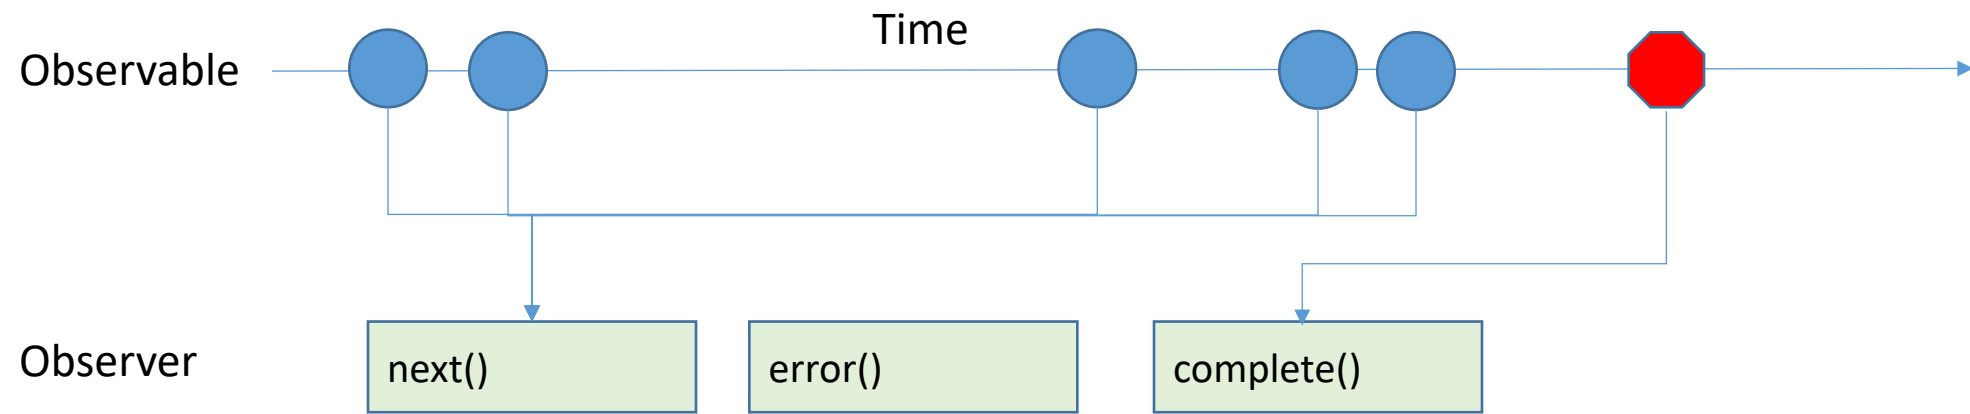 Time
Observable
Observer
next()
error()
complete()